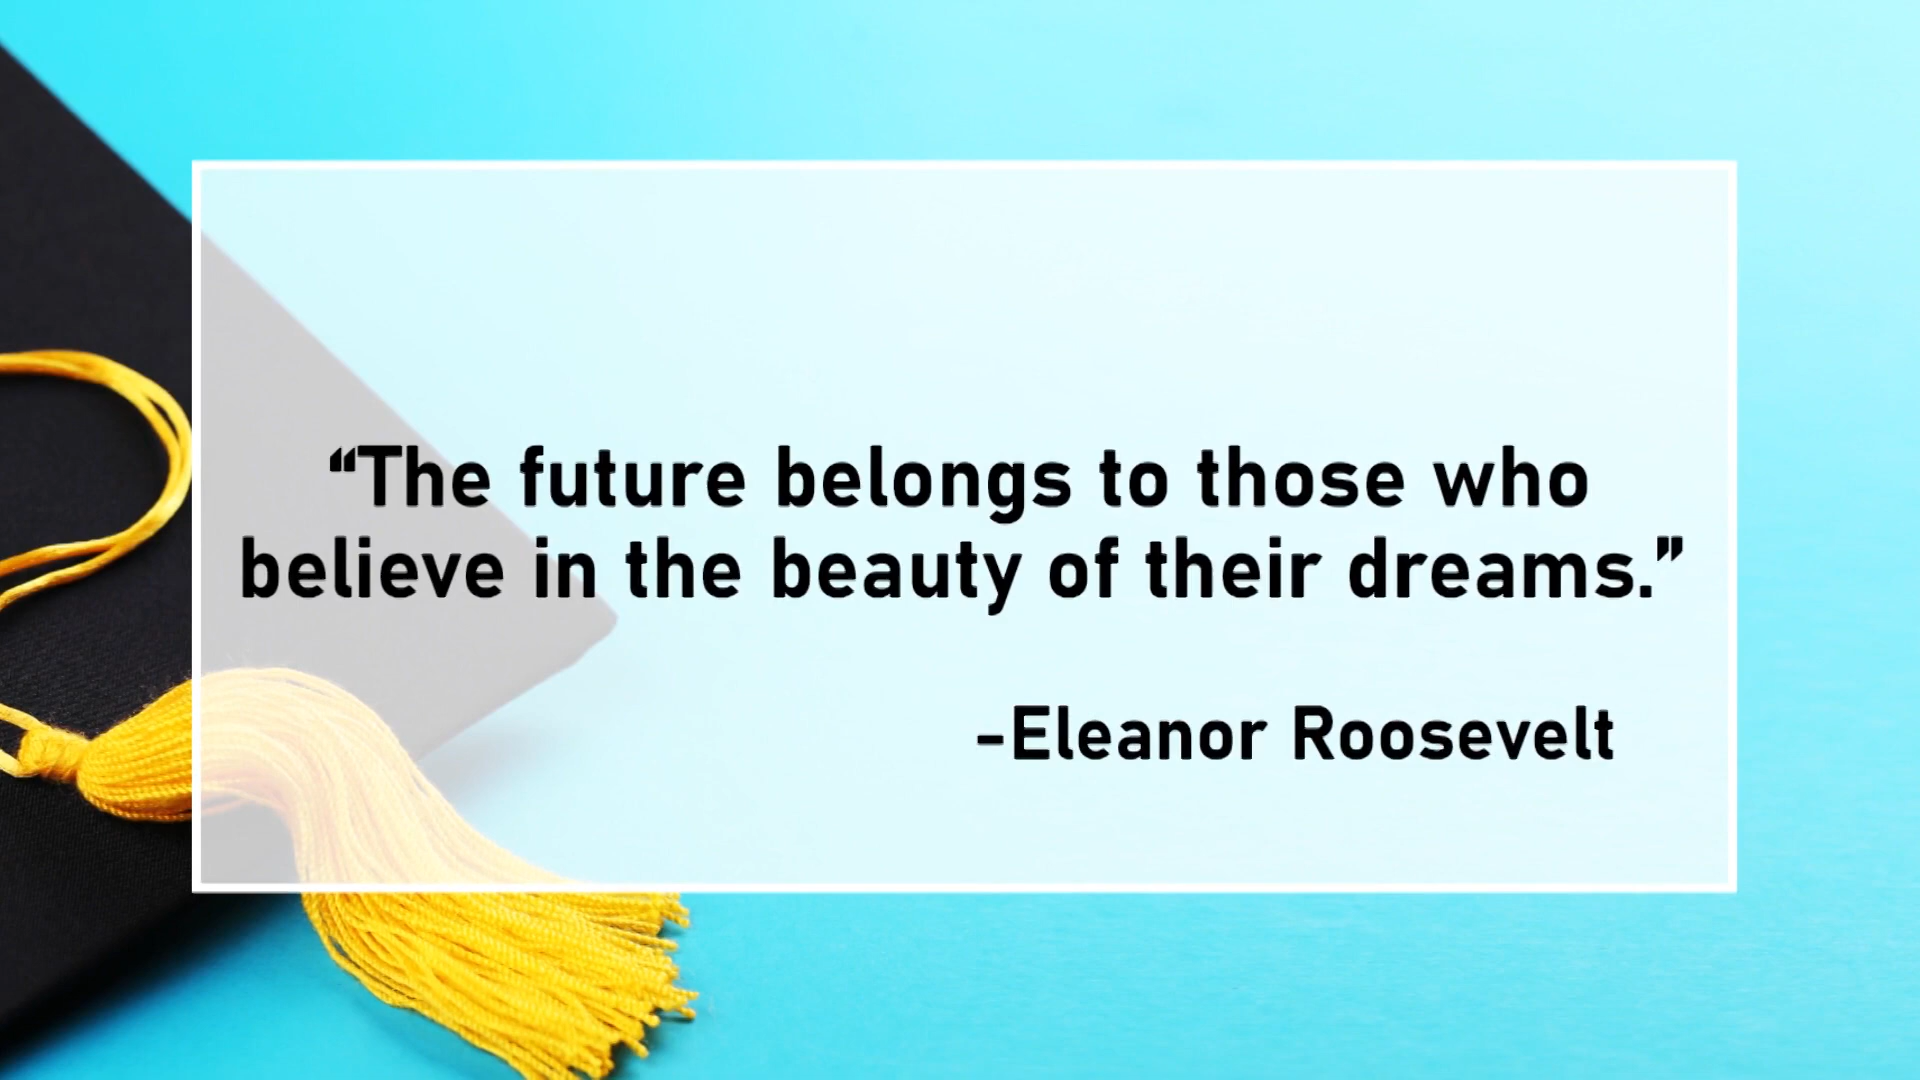 “The future belongs to those who
believe in the beauty of their dreams.”
-Eleanor Roosevelt